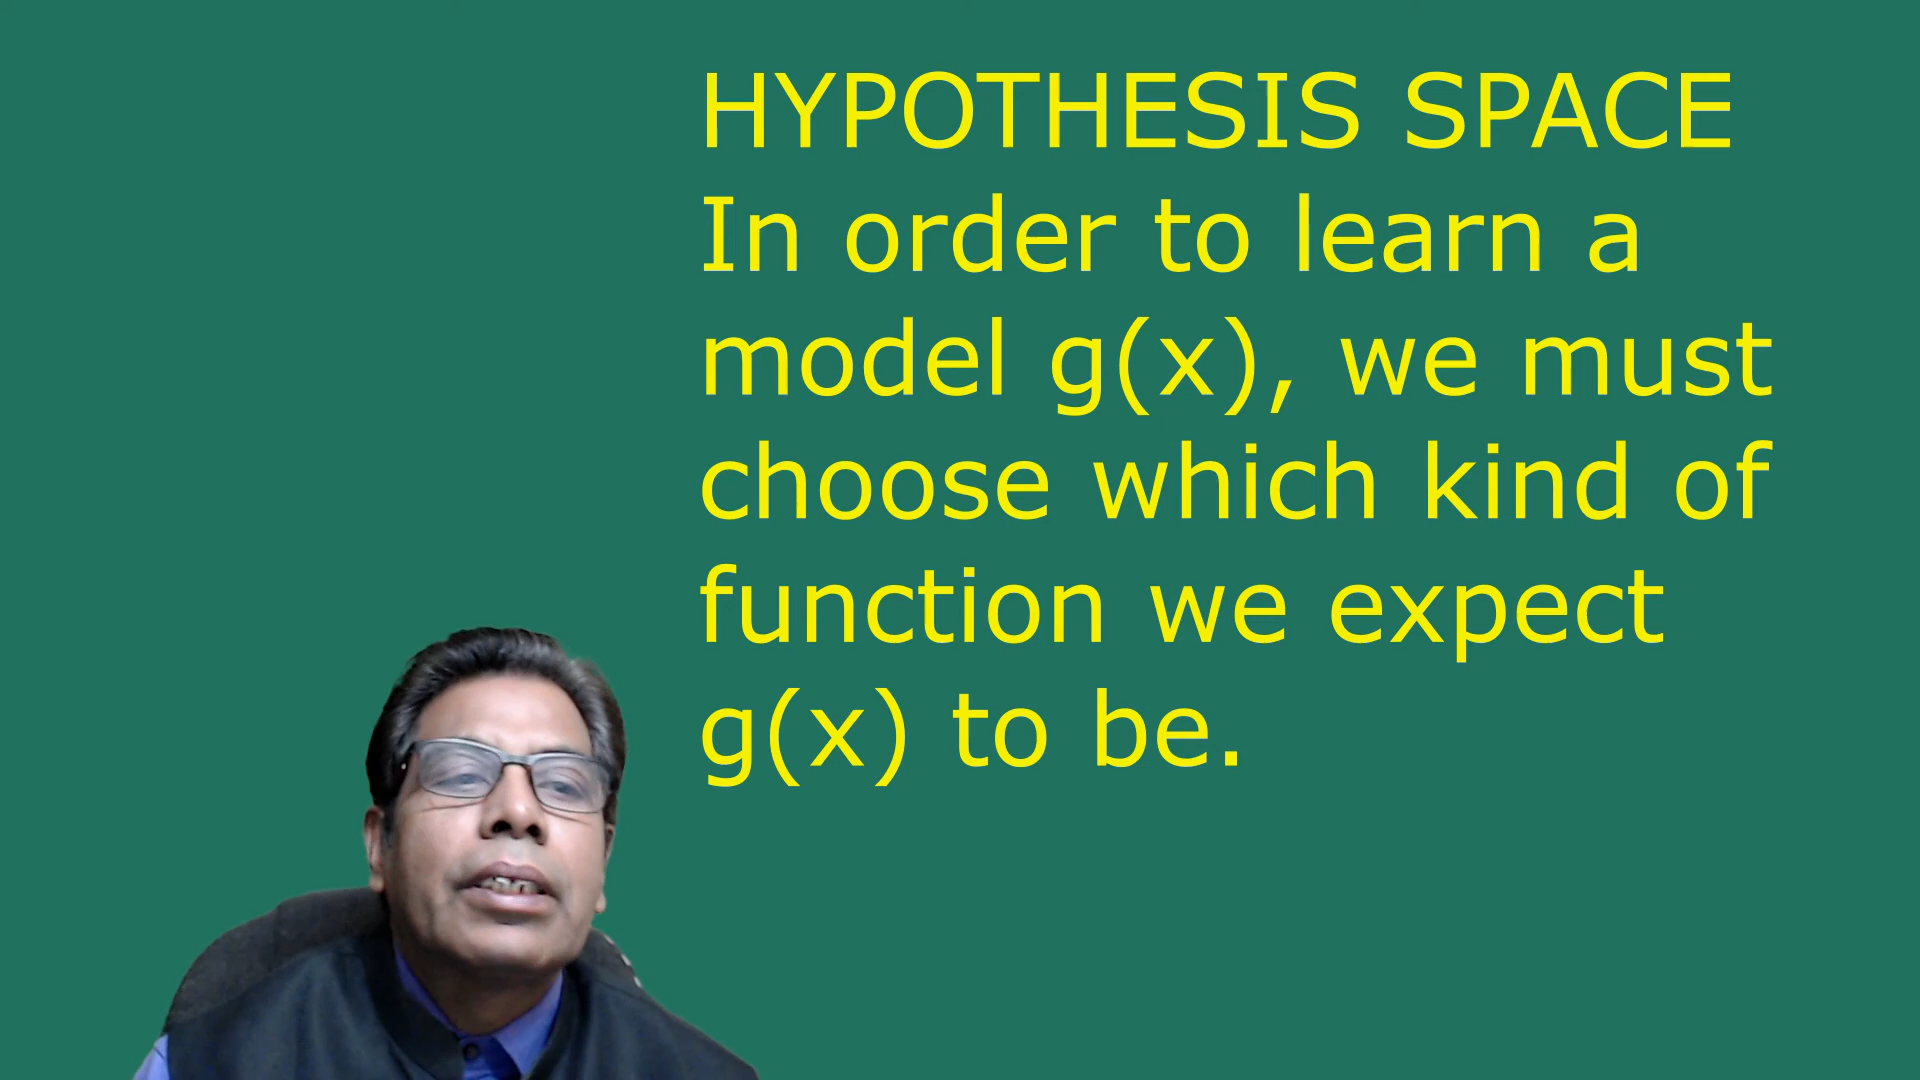 HYPOTHESIS SPACE
In order to learn a
model g(x), we must
choose which kind of
function we expect
g(x) to be.